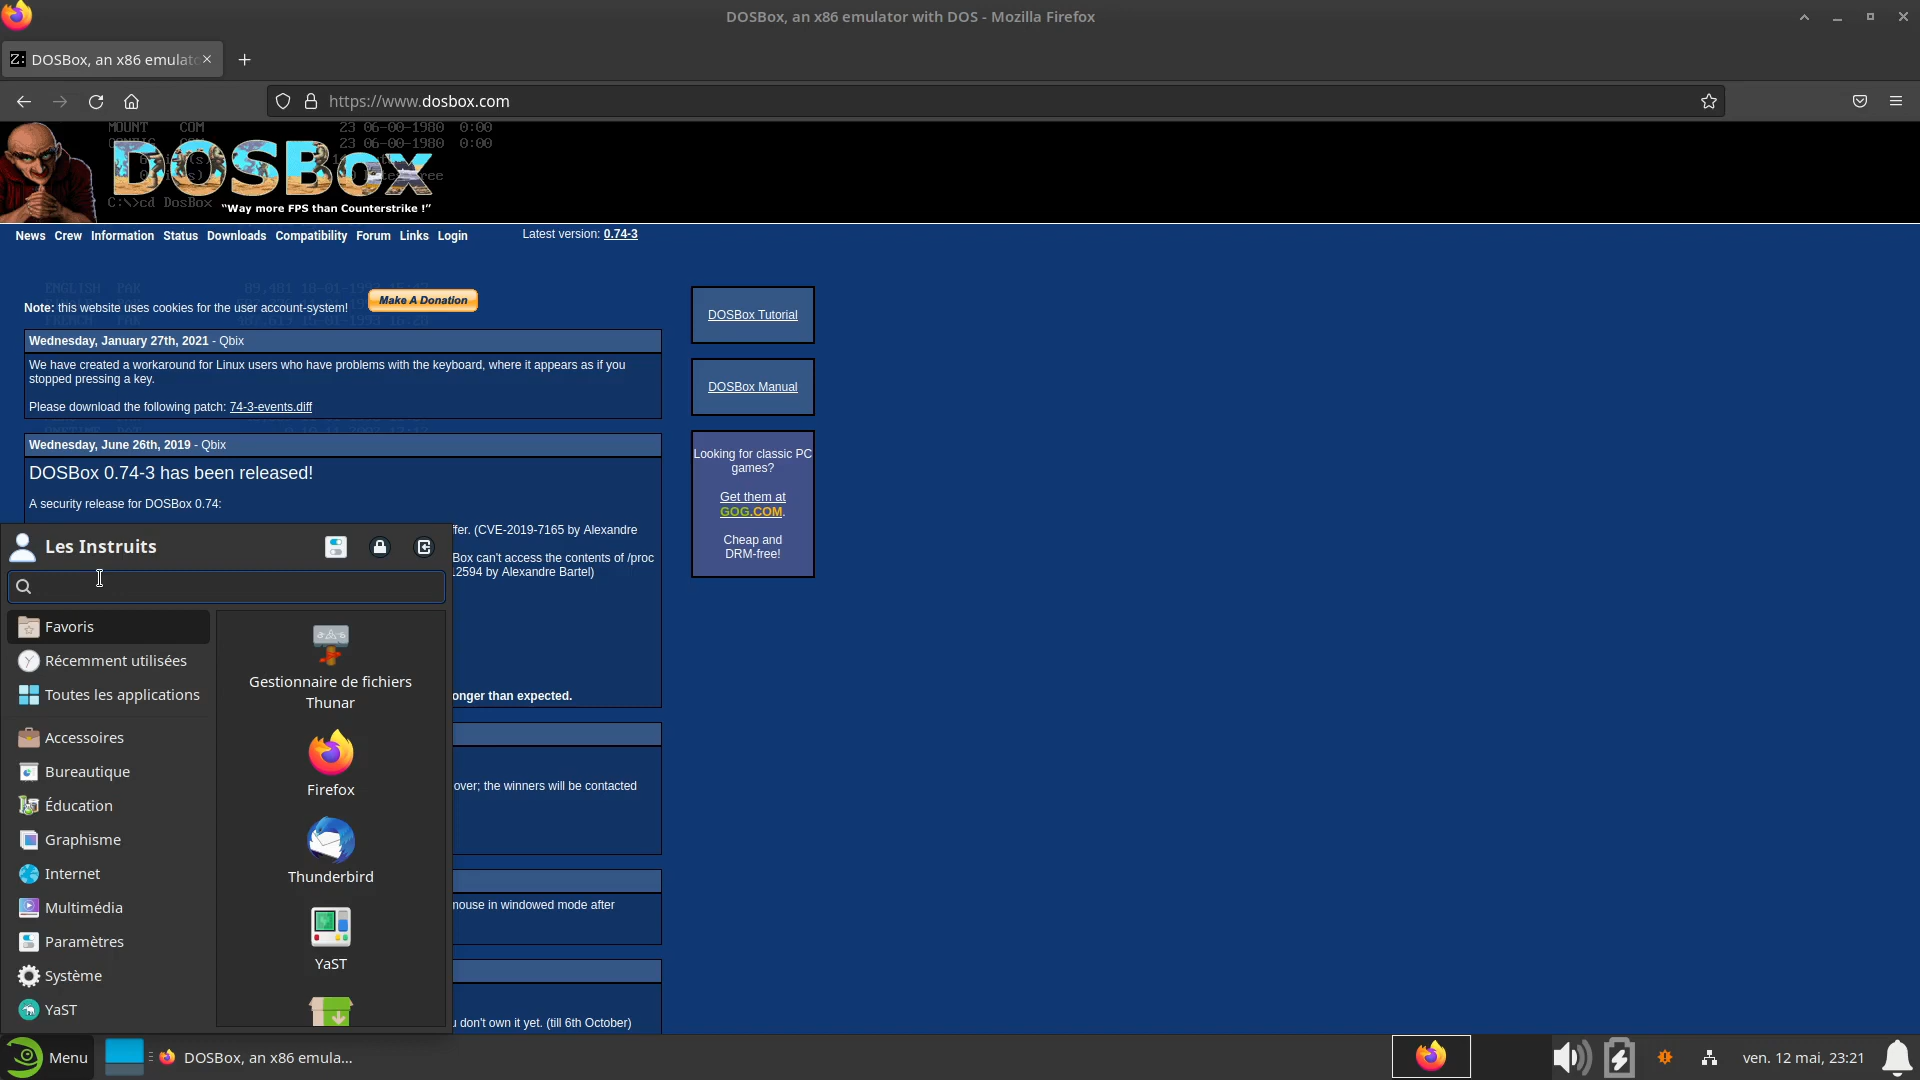 DOSBox, an x86 emulator with DOS - Mozilla Firefox
DOSBox, an x86 emulato
https://www.dosbox.com
MOUNT COM 23 06-00-1980 0:00
23 06-00-1980 0:00
DOSBox
C:\>cd DosBox
“Way more FPS than Counterstrike !”
News Crew Information Status Downloads Compatibility Forum Links Login
Latest version: 0.74-3
Note: this website uses cookies for the user account-system!
Make A Donation
Wednesday, January 27th, 2021 - Qbix
We have created a workaround for Linux users who have problems with the keyboard, where it appears as if you
stopped pressing a key.
Please download the following patch: 74-3-events.diff
Wednesday, June 26th, 2019 - Qbix
DOSBox 0.74-3 has been released!
A security release for DOSBox 0.74:
ffer. (CVE-2019-7165 by Alexandre
Box can't access the contents of /proc
12594 by Alexandre Bartel)
onger than expected.
over; the winners will be contacted
mouse in windowed mode after
u don't own it yet. (till 6th October)
DOSBox Tutorial
DOSBox Manual
Looking for classic PC
games?
Get them at
GOG.COM.
Cheap and
DRM-free!
Les Instruits
Favoris
Récemment utilisées
Toutes les applications
Accessoires
Bureautique
Éducation
Graphisme
Internet
Multimédia
Paramètres
Système
YaST
Gestionnaire de fichiers
Thunar
Firefox
Thunderbird
YaST
Menu
DOSBox, an x86 emula...
ven. 12 mai, 23:21